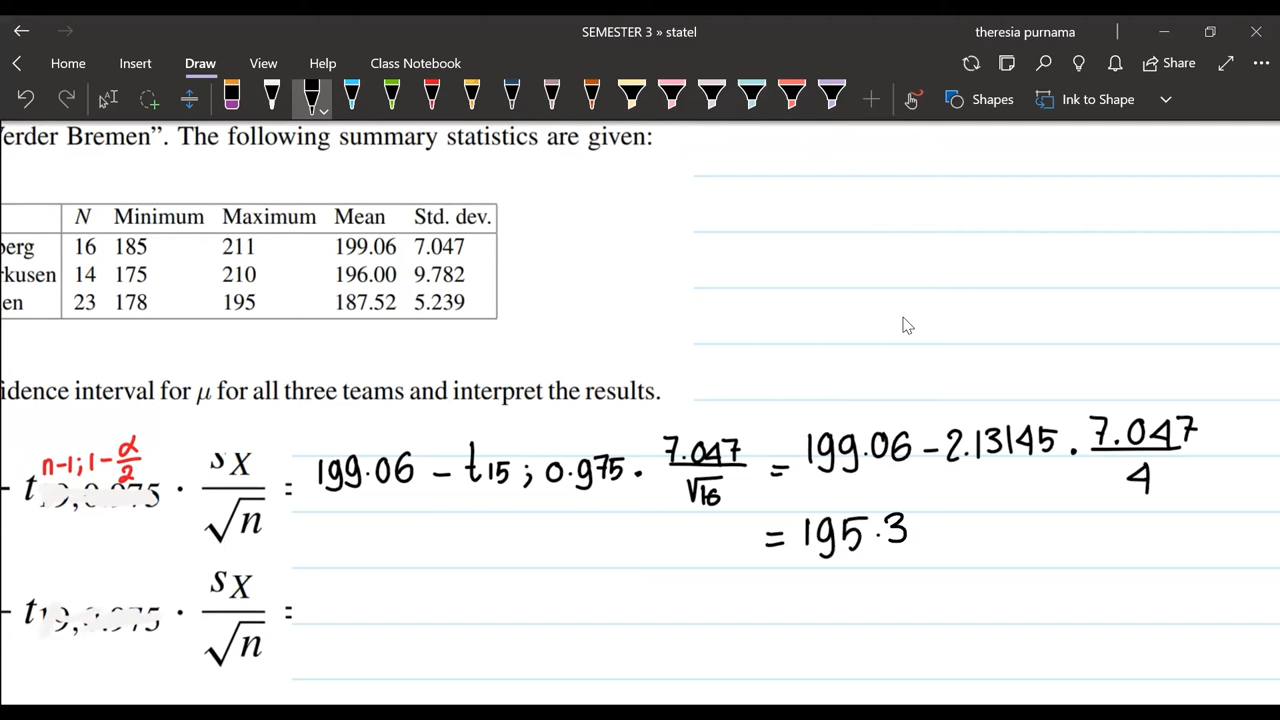 SEMESTER 3 » statel
theresia purnama
Home Insert Draw View Help Class Notebook
Share
Shapes
Ink to Shape
Verder Bremen”. The following summary statistics are given:
N Minimum Maximum Mean Std. dev.
berg 16 185 211 199.06 7.047
rkusen 14 175 210 196.00 9.782
en 23 178 195 187.52 5.239
idence interval for μ for all three teams and interpret the results.
n-1; 1 - α/2
- t · sX/√n = 199.06 - t15; 0.975 · 7.047/√16 = 199.06 - 2.13145 · 7.047/4
= 195.3
- t · sX/√n =